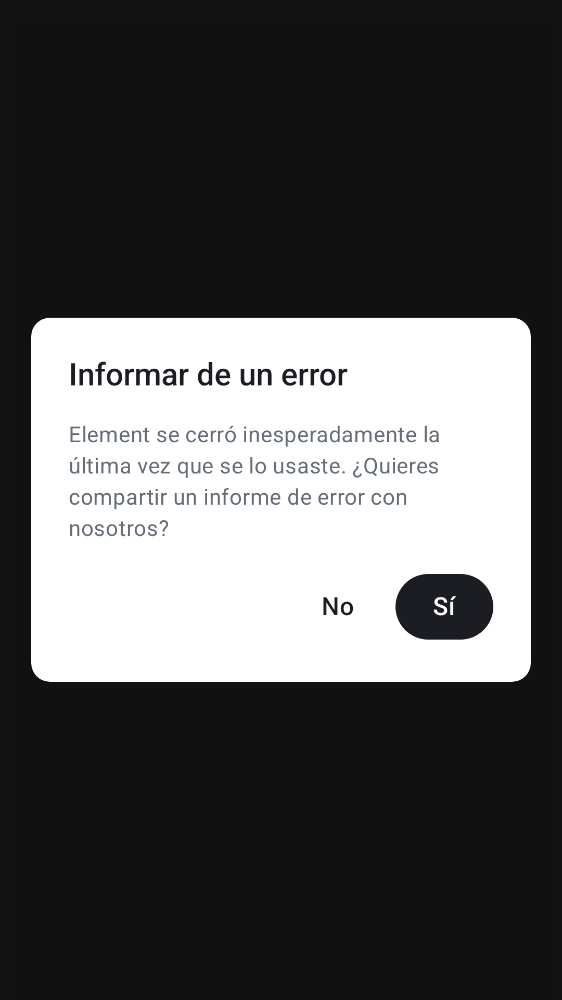 Informar de un error
Element se cerró inesperadamente la
última vez que se lo usaste. ¿Quieres
compartir un informe de error con
nosotros?
No
Sí